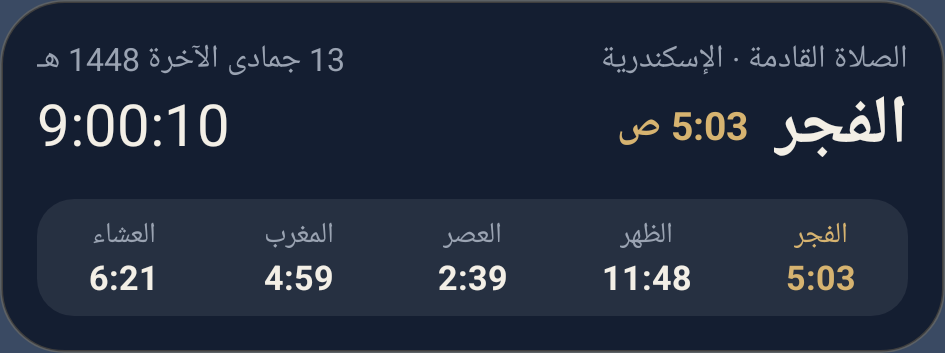 الصلاة القادمة · الإسكندرية
13 جمادى الآخرة 1448 هـ
الفجر 5:03 ص
9:00:10
الفجر الظهر العصر المغرب العشاء
5:03 11:48 2:39 4:59 6:21